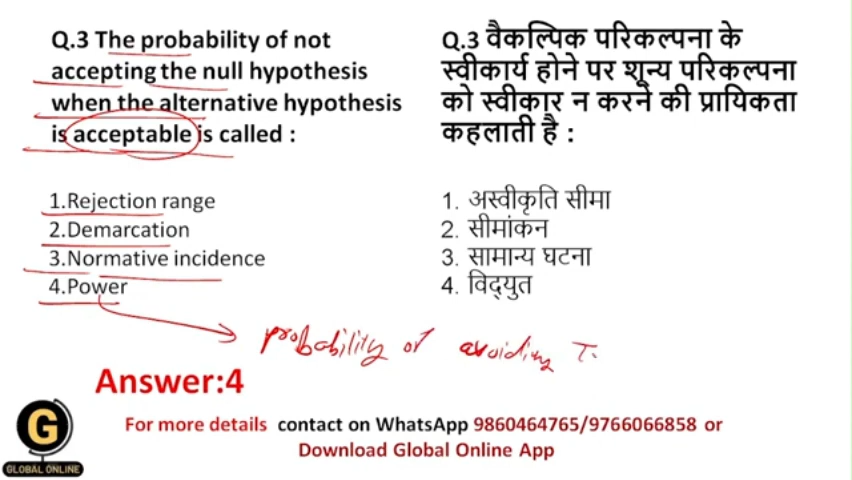 Q.3 The probability of not
accepting the null hypothesis
when the alternative hypothesis
is acceptable is called :
1.Rejection range
2.Demarcation
3.Normative incidence
4.Power
Q.3 वैकल्पिक परिकल्पना के
स्वीकार्य होने पर शून्य परिकल्पना
को स्वीकार न करने की प्रायिकता
कहलाती है :
1. अस्वीकृति सीमा
2. सीमांकन
3. सामान्य घटना
4. विद्युत
probability of avoiding
Answer:4
For more details contact on WhatsApp 9860464765/9766066858 or
Download Global Online App
G
GLOBAL ONLINE